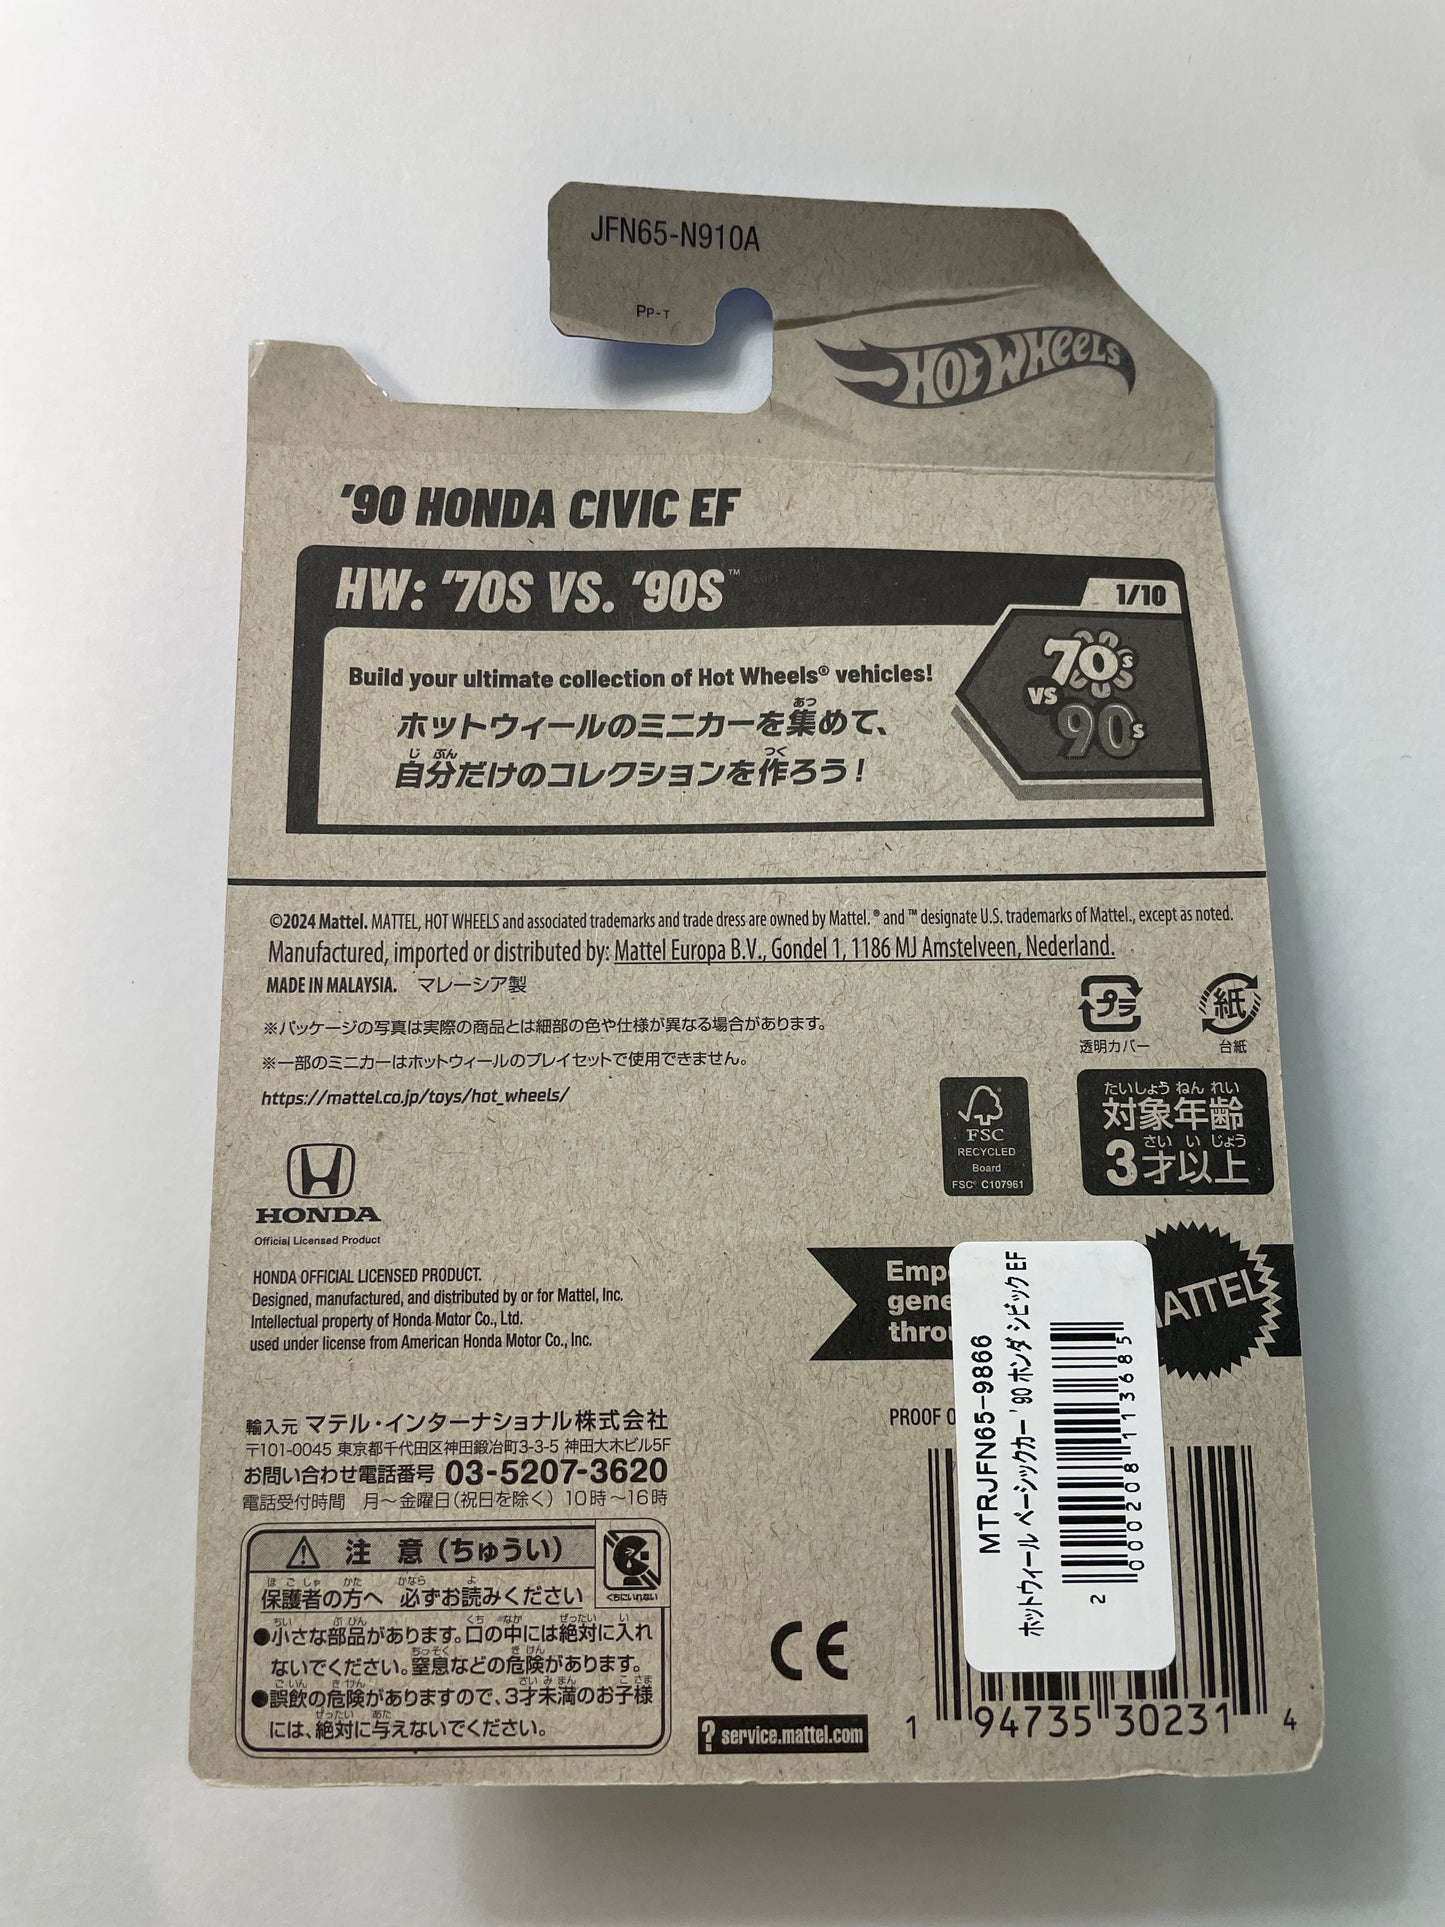 JFN65-N910A
PP-T
HOT WHEELS
'90 HONDA CIVIC EF
HW: '70S VS. '90S™
1/10
70s
VS
90s
Build your ultimate collection of Hot Wheels® vehicles!
ホットウィールのミニカーを集めて、
自分だけのコレクションを作ろう！
©2024 Mattel. MATTEL, HOT WHEELS and associated trademarks and trade dress are owned by Mattel. ® and ™ designate U.S. trademarks of Mattel., except as noted.
Manufactured, imported or distributed by: Mattel Europa B.V., Gondel 1, 1186 MJ Amstelveen, Nederland.
MADE IN MALAYSIA. マレーシア製
※パッケージの写真は実際の商品とは細部の色や仕様が異なる場合があります。
※一部のミニカーはホットウィールのプレイセットで使用できません。
https://mattel.co.jp/toys/hot_wheels/
プラ
透明カバー
紙
台紙
FSC
RECYCLED
Board
FSC® C107961
対象年齢
3才以上
HONDA
Official Licensed Product
HONDA OFFICIAL LICENSED PRODUCT.
Designed, manufactured, and distributed by or for Mattel, Inc.
Intellectual property of Honda Motor Co., Ltd.
used under license from American Honda Motor Co., Inc.
MATTEL
MTRJFN65-9866
ホットウィール ベーシックカー '90 ホンダ シビック EF
2 000208 113685
PROOF O
輸入元 マテル・インターナショナル株式会社
〒101-0045 東京都千代田区神田鍛冶町3-3-5 神田大木ビル5F
お問い合わせ電話番号 03-5207-3620
電話受付時間 月～金曜日(祝日を除く) 10時～16時
注 意（ちゅうい）
くちにいれない
保護者の方へ 必ずお読みください
●小さな部品があります。口の中には絶対に入れ
ないでください。窒息などの危険があります。
●誤飲の危険がありますので、3才未満のお子様
には、絶対に与えないでください。
CE
? service.mattel.com
1 94735 30231 4